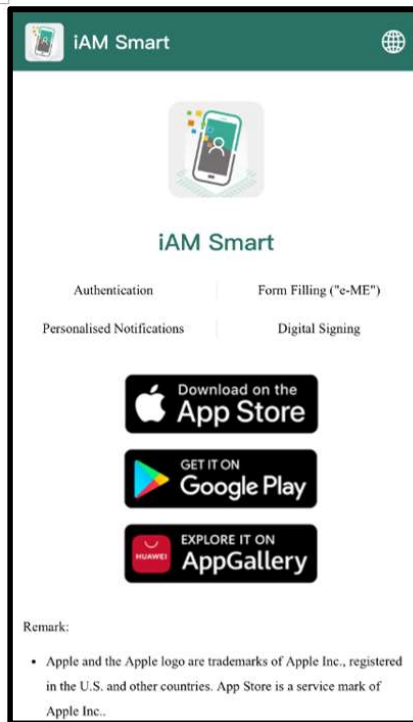 iAM Smart
iAM Smart
Authentication
Form Filling ("e-ME")
Personalised Notifications
Digital Signing
Download on the
App Store
GET IT ON
Google Play
HUAWEI
EXPLORE IT ON
AppGallery
Remark:
• Apple and the Apple logo are trademarks of Apple Inc., registered
in the U.S. and other countries. App Store is a service mark of
Apple Inc..